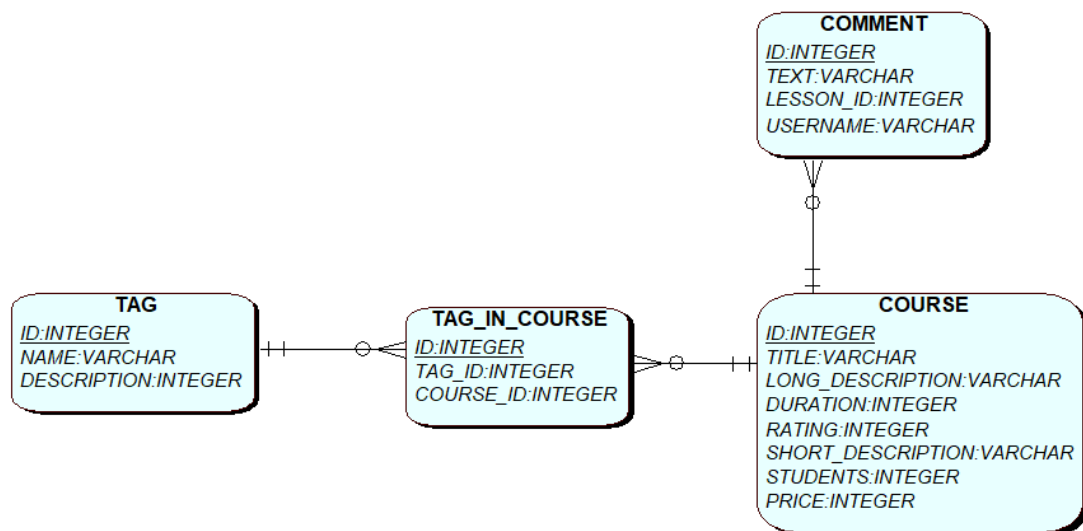 COMMENT
ID:INTEGER
TEXT:VARCHAR
LESSON_ID:INTEGER
USERNAME:VARCHAR
TAG
ID:INTEGER
NAME:VARCHAR
DESCRIPTION:INTEGER
TAG_IN_COURSE
ID:INTEGER
TAG_ID:INTEGER
COURSE_ID:INTEGER
COURSE
ID:INTEGER
TITLE:VARCHAR
LONG_DESCRIPTION:VARCHAR
DURATION:INTEGER
RATING:INTEGER
SHORT_DESCRIPTION:VARCHAR
STUDENTS:INTEGER
PRICE:INTEGER